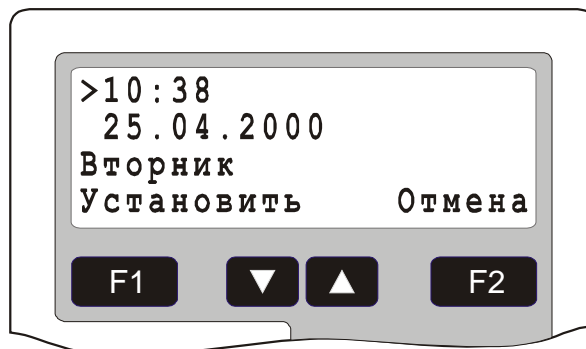 >10:38
25.04.2000
Вторник
Установить Отмена
F1 ▼ ▲ F2